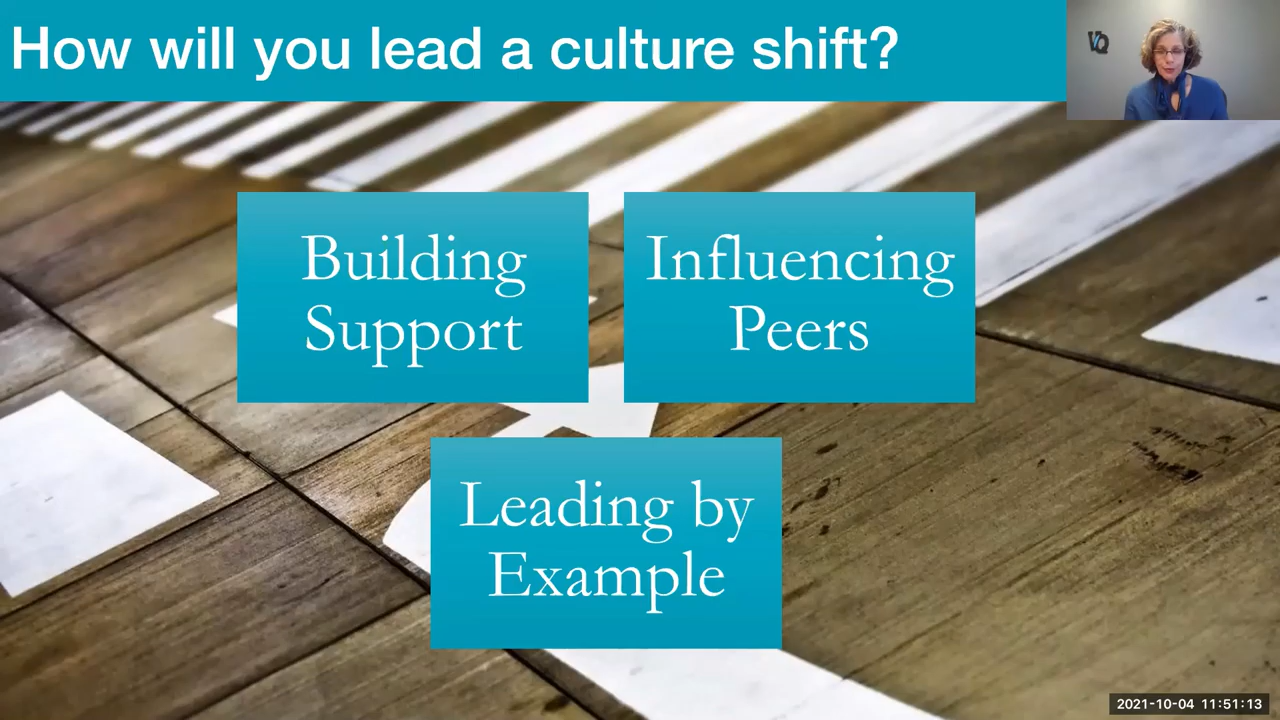 How will you lead a culture shift?
VQ
Building
Support
Influencing
Peers
Leading by
Example
2021-10-04 11:51:13